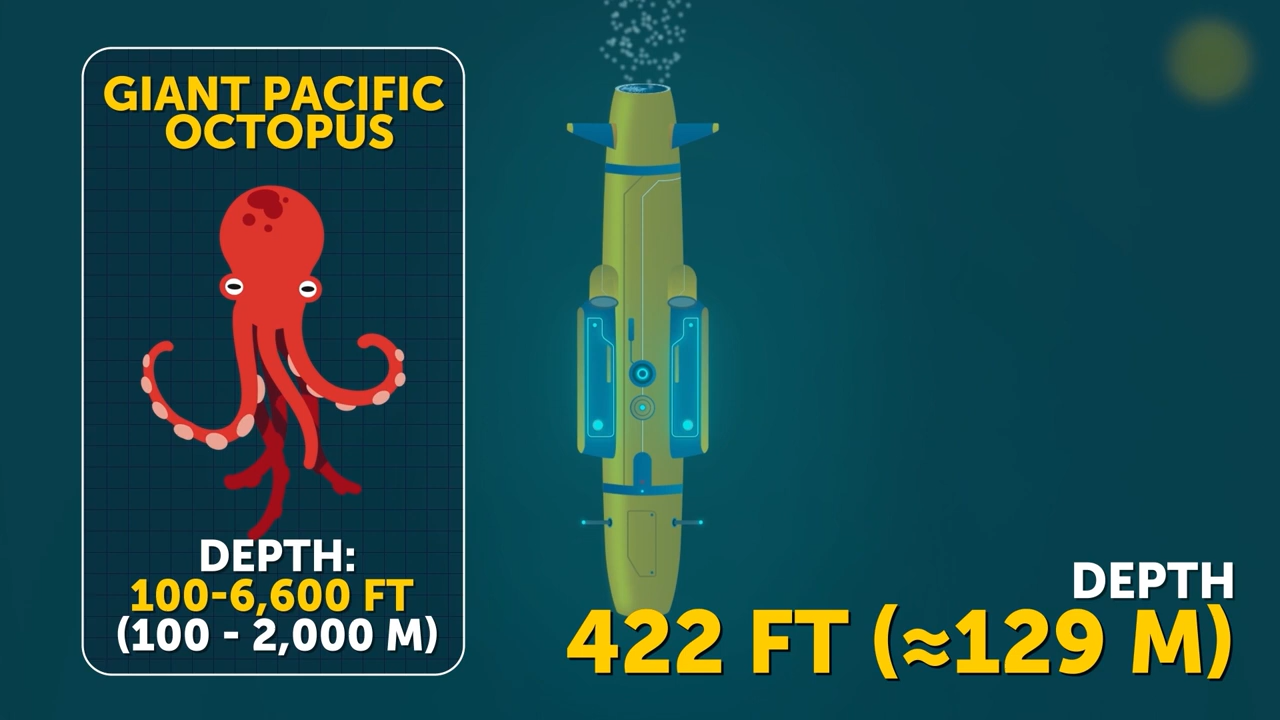 GIANT PACIFIC
OCTOPUS
DEPTH:
100-6,600 FT
(100 - 2,000 M)
DEPTH
422 FT (≈129 M)